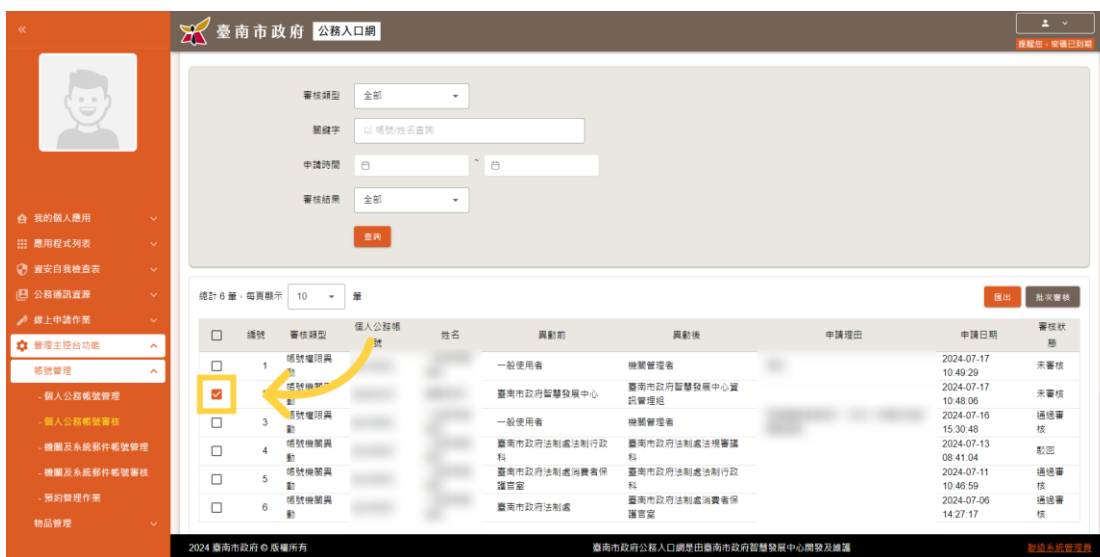 臺南市政府 公務入口網
提醒您，密碼已到期
我的個人應用
應用程式列表
資安自我檢查表
公務通訊資源
線上申請作業
管理主控台功能
帳號管理
- 個人公務帳號管理
- 個人公務帳號審核
- 機關及系統郵件帳號管理
- 機關及系統郵件帳號審核
- 預約管理作業
物品管理
審核類型 全部
關鍵字 以 帳號/姓名查詢
申請時間 ~
審核結果 全部
查詢
總計 6 筆，每頁顯示 10 筆 匯出 批次審核
編號 審核類型 個人公務帳號 姓名 異動前 異動後 申請理由 申請日期 審核狀態
1 帳號權限異動 一般使用者 機關管理者 2024-07-17 10:49:29 未審核
2 帳號機關異動 臺南市政府智慧發展中心 臺南市政府智慧發展中心資訊管理組 2024-07-17 10:48:06 未審核
3 帳號權限異動 一般使用者 機關管理者 2024-07-16 15:30:48 通過審核
4 帳號機關異動 臺南市政府法制處法制行政科 臺南市政府法制處法規審議科 2024-07-13 08:41:04 駁回
5 帳號機關異動 臺南市政府法制處消費者保護官室 臺南市政府法制處法制行政科 2024-07-11 10:46:59 通過審核
6 帳號機關異動 臺南市政府法制處 臺南市政府法制處消費者保護官室 2024-07-06 14:27:17 通過審核
2024 臺南市政府 © 版權所有 臺南市政府公務入口網是由臺南市政府智慧發展中心開發及維護 聯絡系統管理員